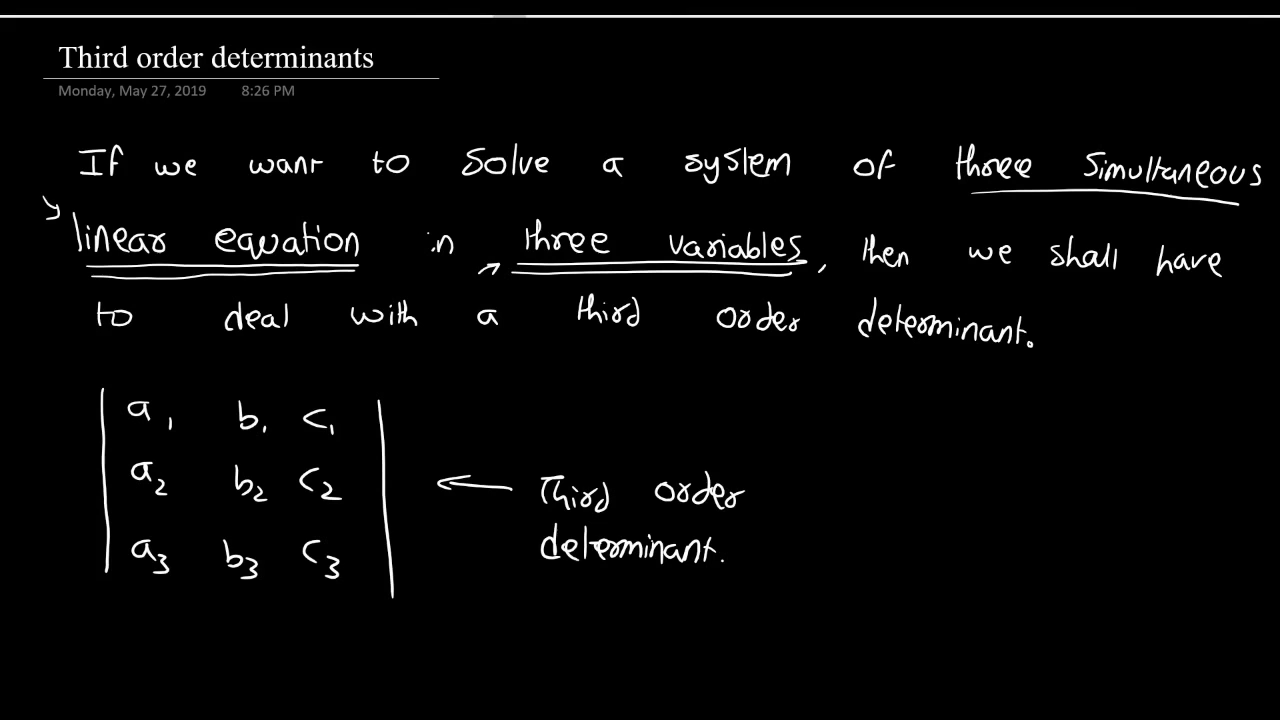 Third order determinants
Monday, May 27, 2019 8:26 PM
If we want to solve a system of three simultaneous
linear equation in three variables, then we shall have
to deal with a third order determinant.
a₁ b₁ c₁
a₂ b₂ c₂
a₃ b₃ c₃
← Third order
determinant.